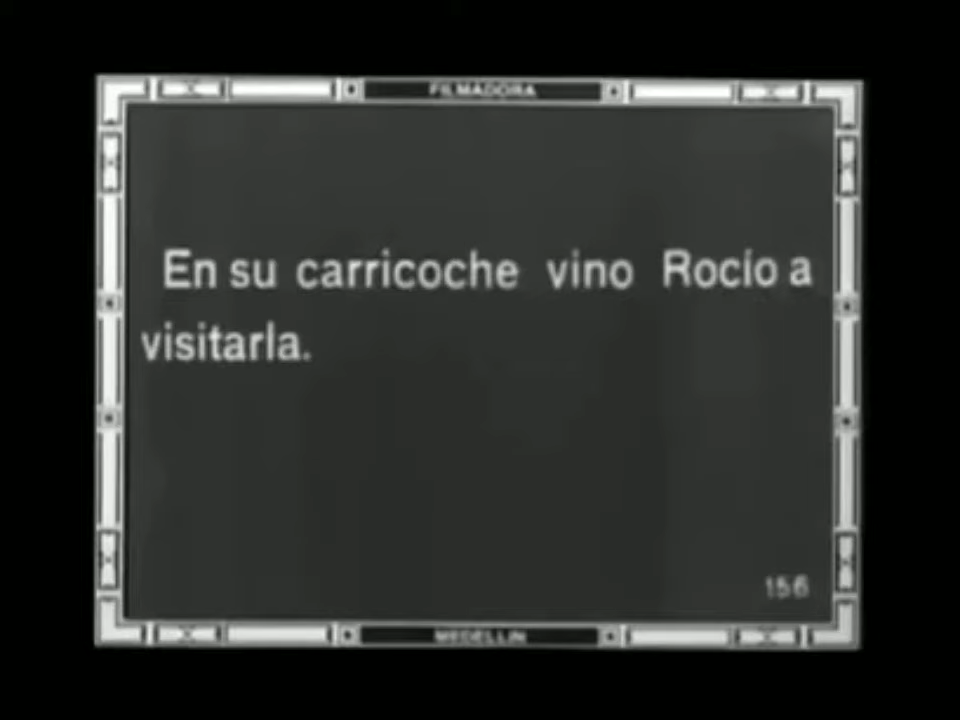 FILMADORA
En su carricoche vino Rocío a
visitarla.
156
MEDELLIN